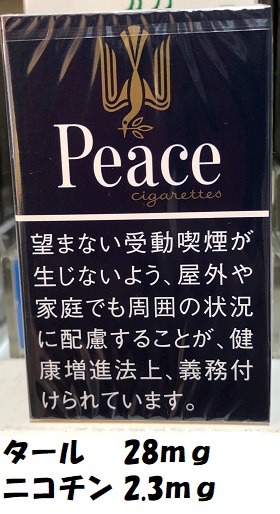 Peace
cigarettes
望まない受動喫煙が
生じないよう、屋外や
家庭でも周囲の状況
に配慮することが、健
康増進法上、義務付
けられています。
タール 28mg
ニコチン 2.3mg